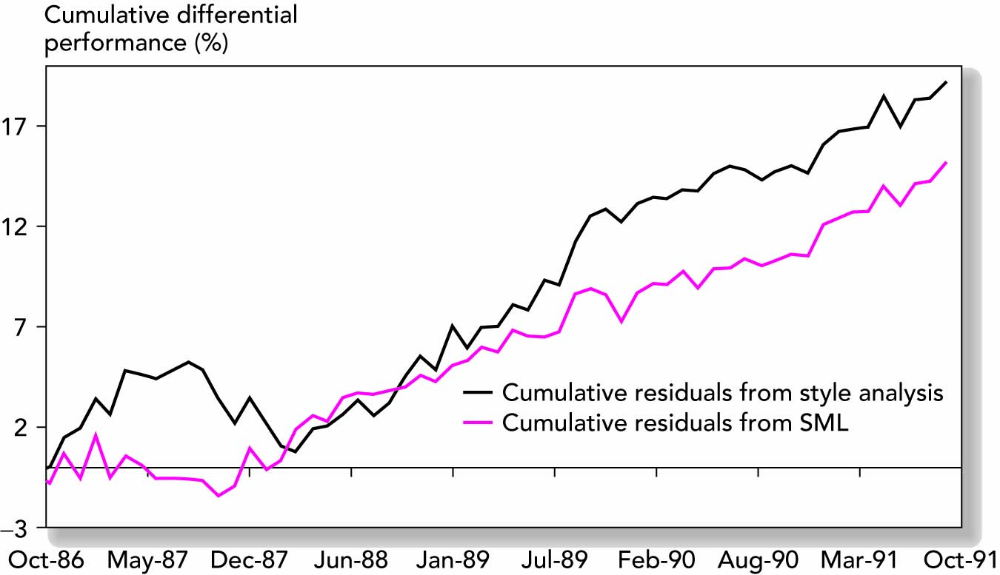 Cumulative differential
performance (%)
17
12
7
2
–3
Cumulative residuals from style analysis
Cumulative residuals from SML
Oct-86 May-87 Dec-87 Jun-88 Jan-89 Jul-89 Feb-90 Aug-90 Mar-91 Oct-91